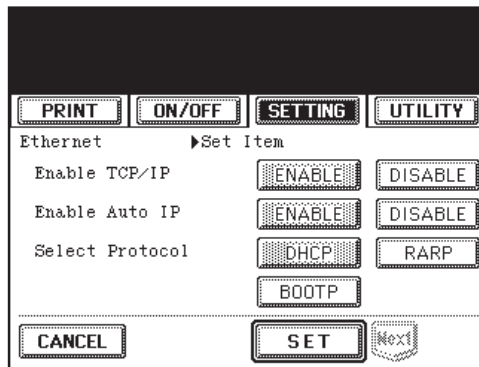 PRINT ON/OFF SETTING UTILITY
Ethernet ▶Set Item
Enable TCP/IP ENABLE DISABLE
Enable Auto IP ENABLE DISABLE
Select Protocol DHCP RARP
BOOTP
CANCEL SET Next